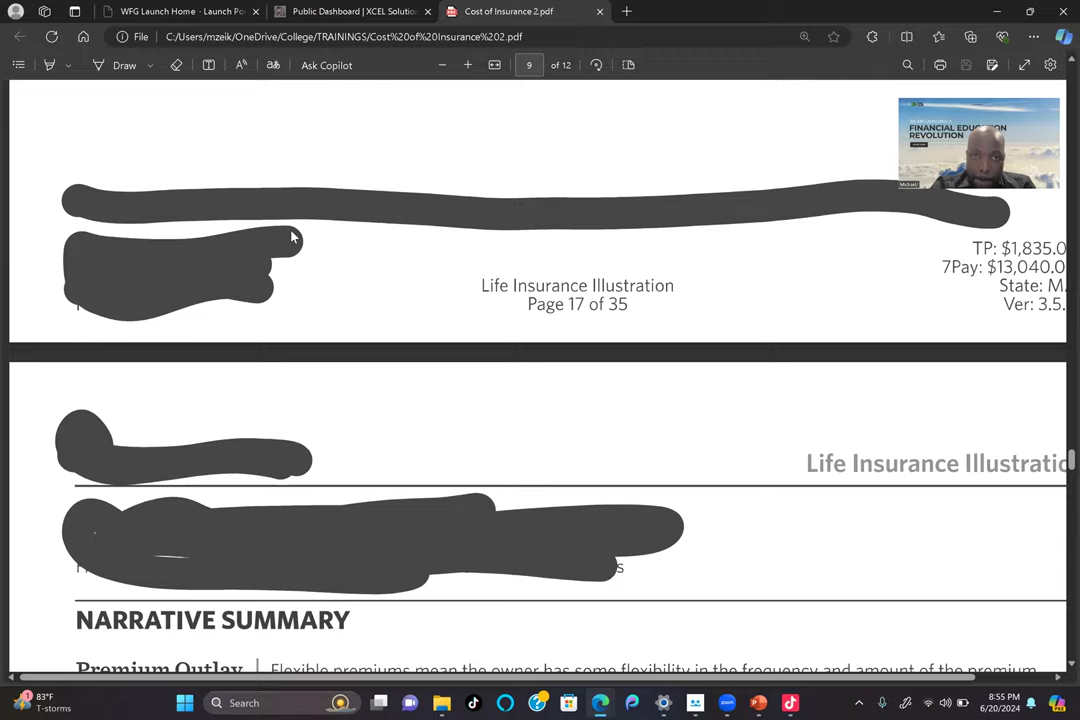 WFG Launch Home - Launch Po
Public Dashboard | XCEL Solution
Cost of Insurance 2.pdf
File
C:/Users/mzeik/OneDrive/College/TRAININGS/Cost%20of%20Insurance%202.pdf
Draw
Ask Copilot
9
of 12
FINANCIAL EDUCATION
REVOLUTION
Michael
TP: $1,835.0
7Pay: $13,040.0
Life Insurance Illustration
State: M.
Page 17 of 35
Ver: 3.5.
Life Insurance Illustratio
s
NARRATIVE SUMMARY
Premium Outlay
Flexible premiums mean the owner has some flexibility in the frequency and amount of the premium
1
83°F
T-storms
Search
8:55 PM
6/20/2024